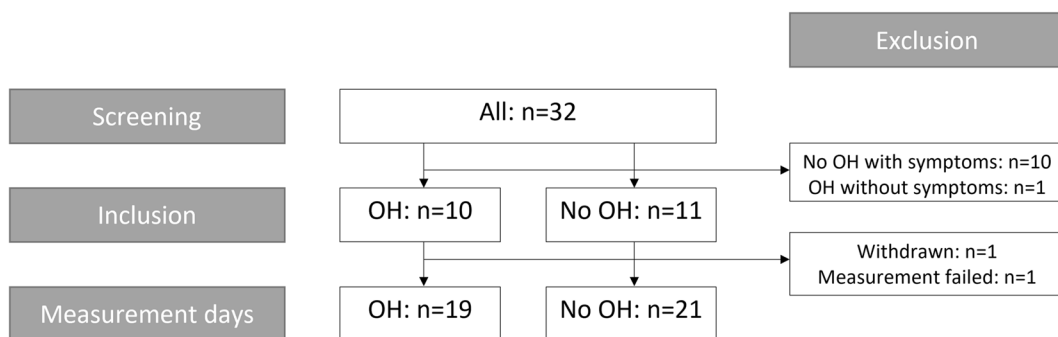 Exclusion
Screening
All: n=32
No OH with symptoms: n=10
OH without symptoms: n=1
Inclusion
OH: n=10
No OH: n=11
Withdrawn: n=1
Measurement failed: n=1
Measurement days
OH: n=19
No OH: n=21